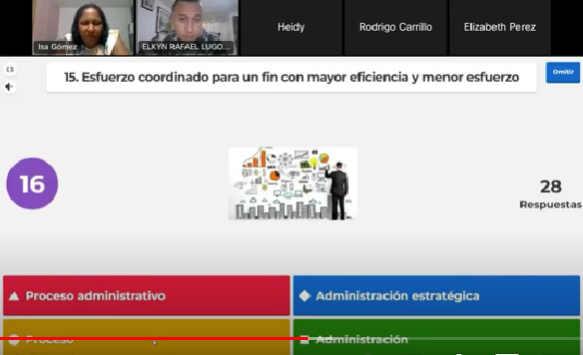 Isa Gómez
ELKYN RAFAEL LUGO...
Heidy
Rodrigo Carrillo
Elizabeth Perez
15. Esfuerzo coordinado para un fin con mayor eficiencia y menor esfuerzo
Omitir
16
28
Respuestas
Proceso administrativo
Administración estratégica
Proceso
Administración